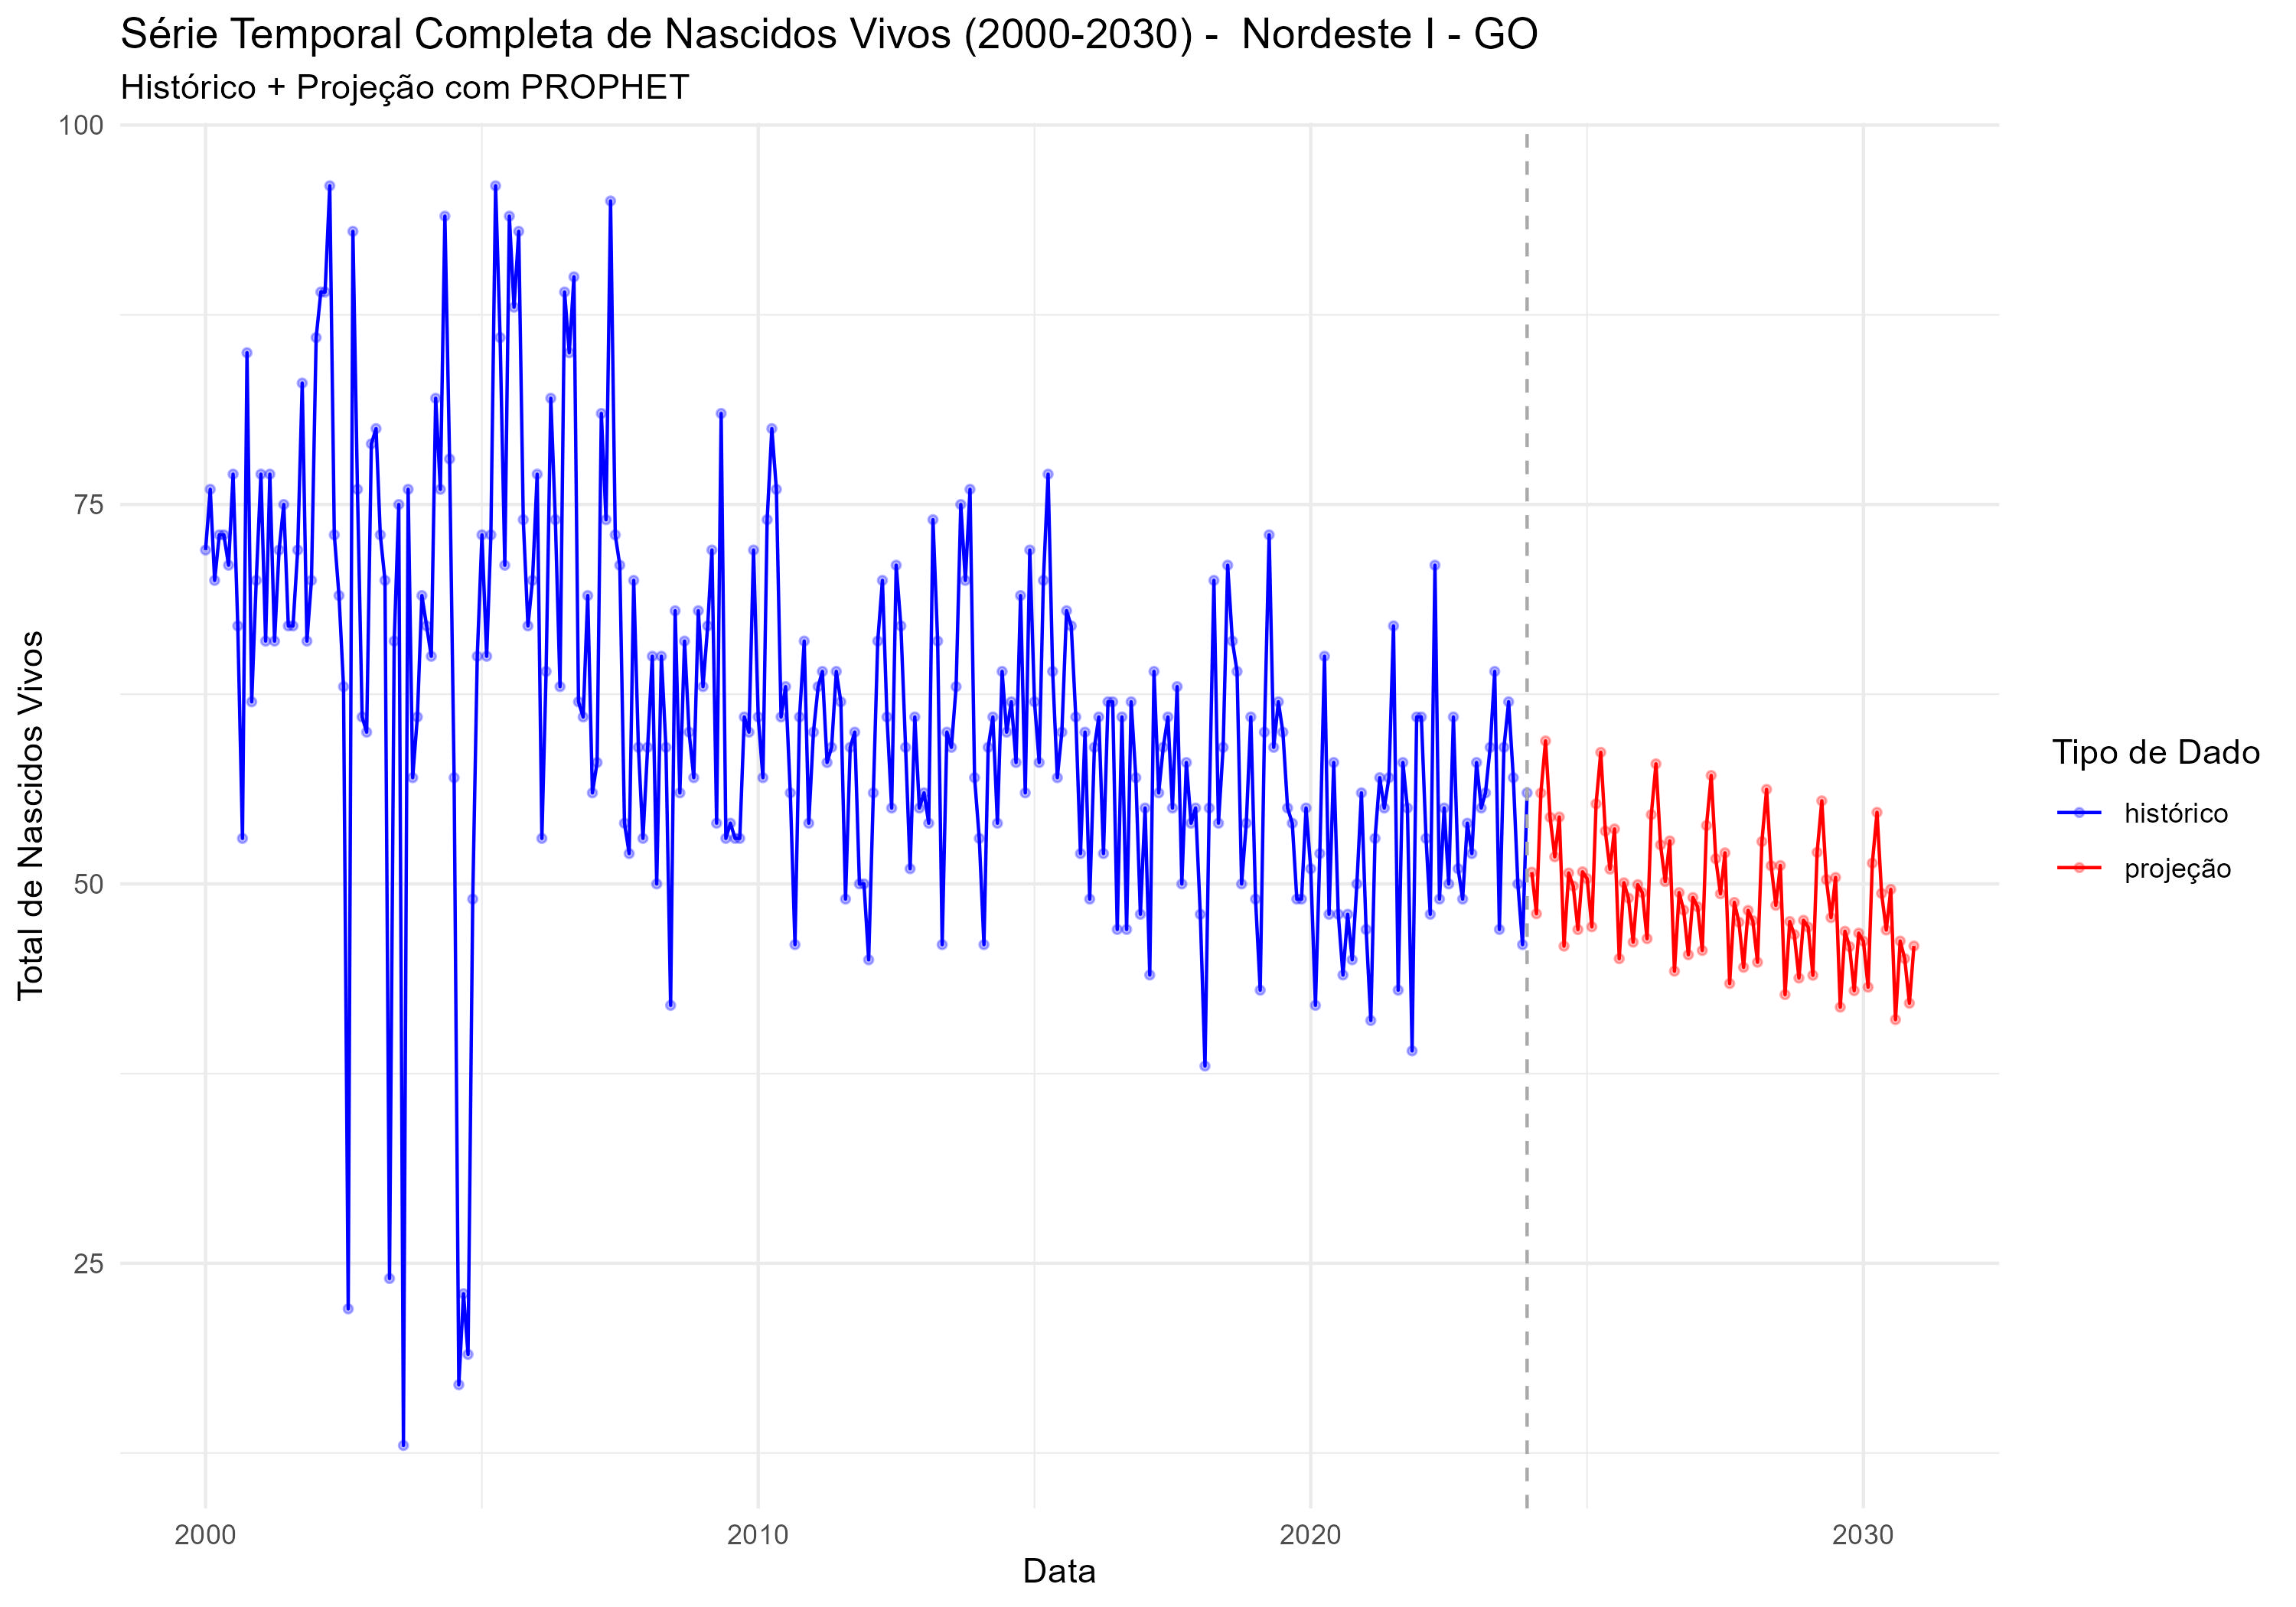 Série Temporal Completa de Nascidos Vivos (2000-2030) -  Nordeste I - GO
Histórico + Projeção com PROPHET
100
75
50
25
Total de Nascidos Vivos
2000
2010
2020
2030
Data
Tipo de Dado
histórico
projeção